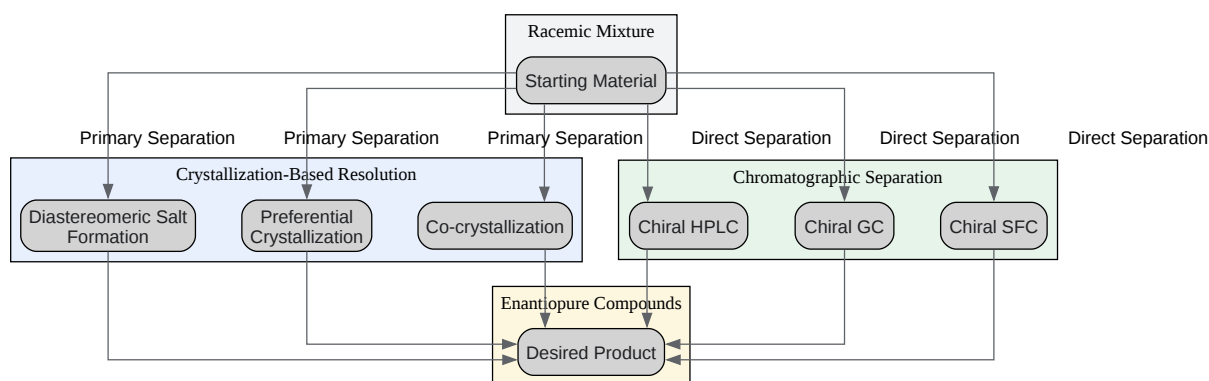 Racemic Mixture
Starting Material
Primary Separation
Primary Separation
Primary Separation
Direct Separation
Direct Separation
Direct Separation
Crystallization-Based Resolution
Chromatographic Separation
Diastereomeric Salt
Formation
Preferential
Crystallization
Co-crystallization
Chiral HPLC
Chiral GC
Chiral SFC
Enantiopure Compounds
Desired Product